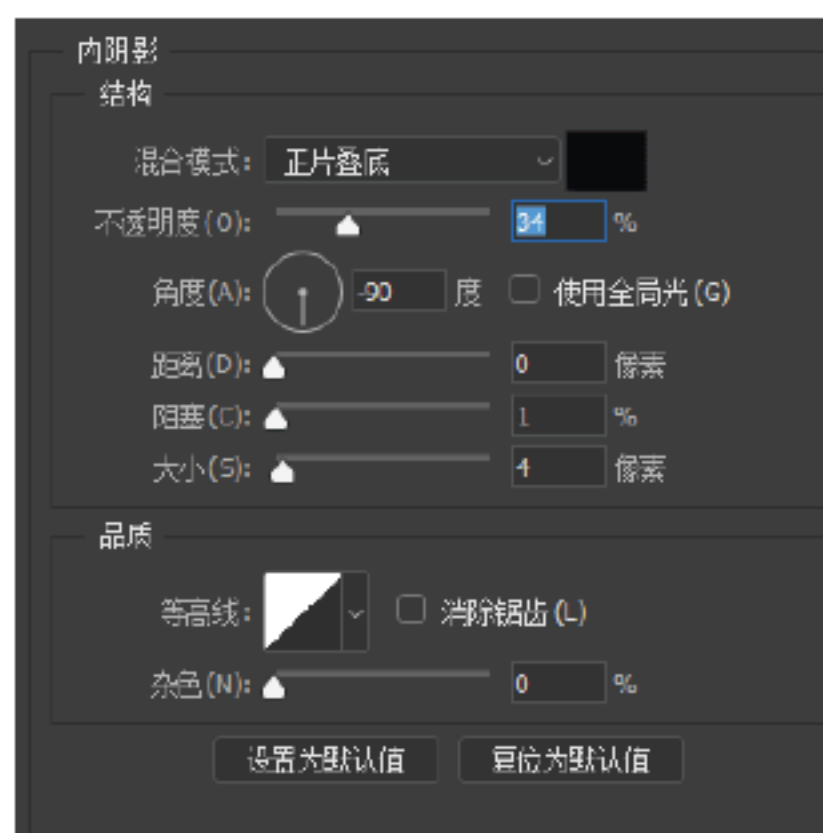 内阴影
结构
混合模式: 正片叠底
不透明度(O): 34 %
角度(A): -90 度 使用全局光(G)
距离(D): 0 像素
阻塞(C): 1 %
大小(S): 4 像素
品质
等高线: 消除锯齿(L)
杂色(N): 0 %
设置为默认值 复位为默认值